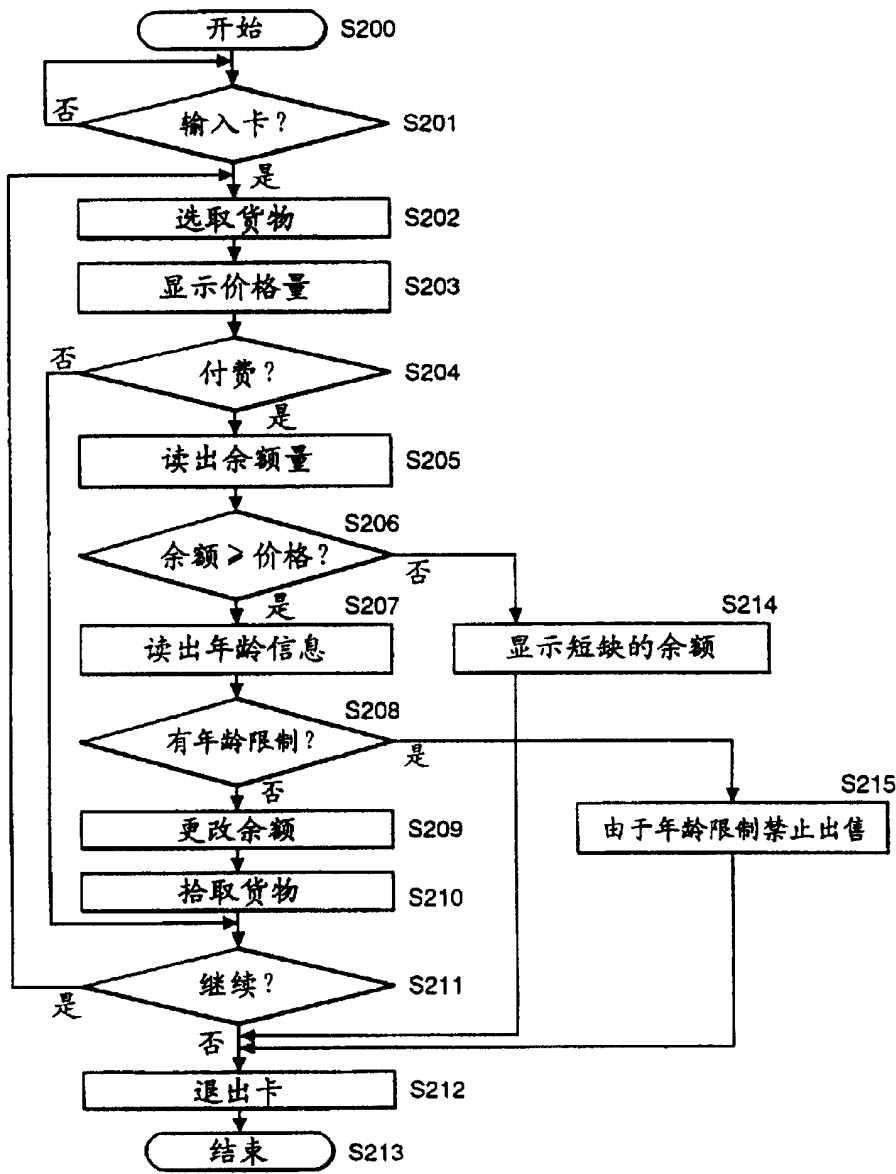 开始 S200
否
输入卡? S201
是
选取货物 S202
显示价格量 S203
否
付费? S204
是
读出余额量 S205
S206
余额≥价格?
否
是 S207 S214
读出年龄信息 显示短缺的余额
S208
有年龄限制?
是
否 S215
更改余额 S209 由于年龄限制禁止出售
拾取货物 S210
继续? S211
是
否
退出卡 S212
结束 S213